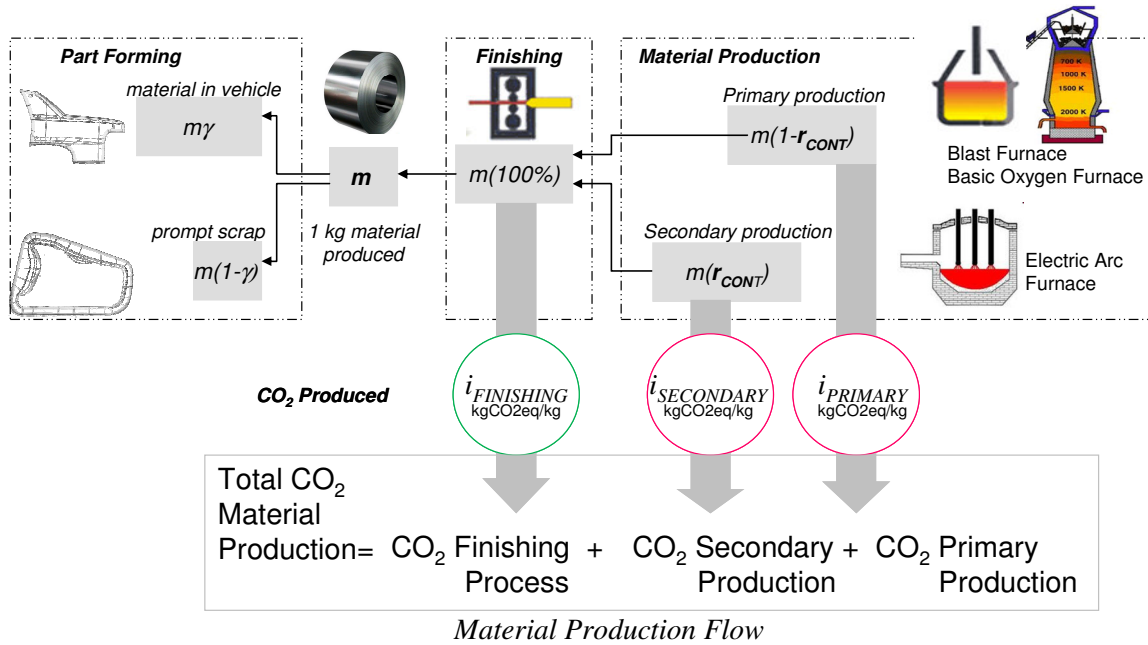 Part Forming
Finishing
Material Production
material in vehicle
mγ
Primary production
m(1-rCONT)
700 K
1000 K
1500 K
2000 K
Blast Furnace
Basic Oxygen Furnace
m
m(100%)
1 kg material
produced
prompt scrap
m(1-γ)
Secondary production
m(rCONT)
Electric Arc
Furnace
CO2 Produced
iFINISHING
kgCO2eq/kg
iSECONDARY
kgCO2eq/kg
iPRIMARY
kgCO2eq/kg
Total CO2
Material
Production= CO2 Finishing + CO2 Secondary + CO2 Primary
Process Production Production
Material Production Flow